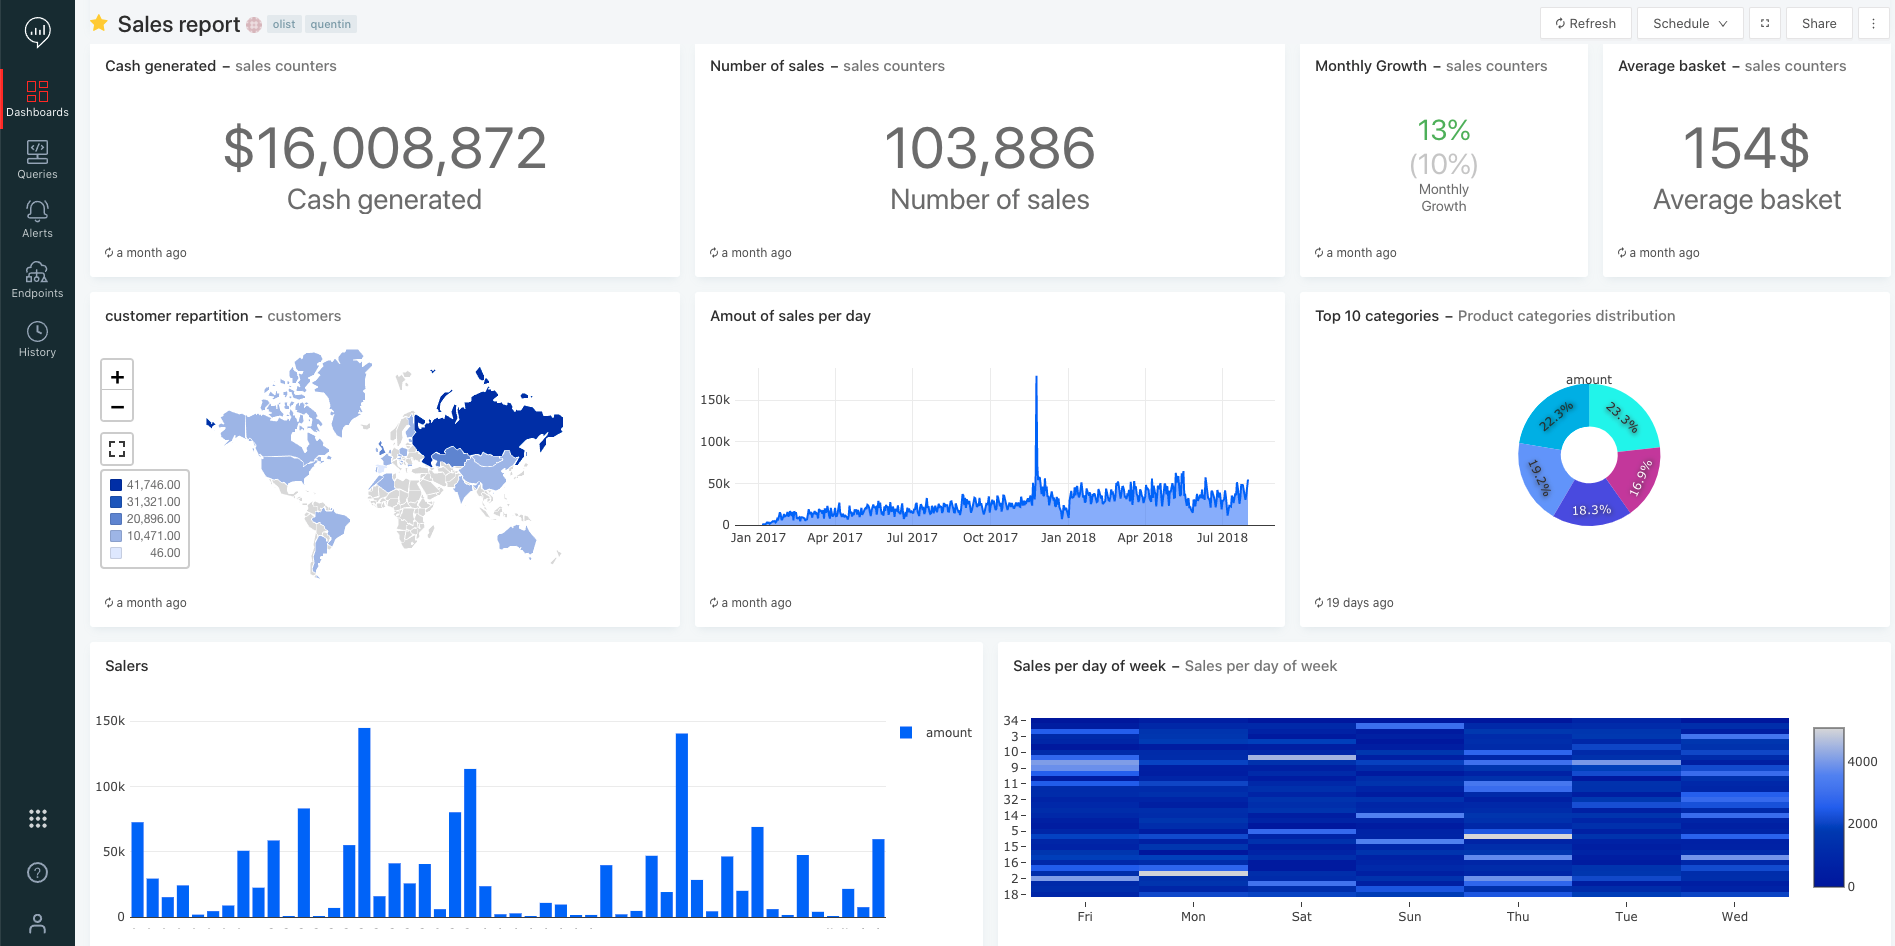 Sales report olist quentin
Refresh Schedule Share
Dashboards
Queries
Alerts
Endpoints
History
Cash generated – sales counters
$16,008,872
Cash generated
a month ago
Number of sales – sales counters
103,886
Number of sales
a month ago
Monthly Growth – sales counters
13%
(10%)
Monthly
Growth
a month ago
Average basket – sales counters
154$
Average basket
a month ago
customer repartition – customers
+
−
41,746.00
31,321.00
20,896.00
10,471.00
46.00
a month ago
Amout of sales per day
150k
100k
50k
0
Jan 2017 Apr 2017 Jul 2017 Oct 2017 Jan 2018 Apr 2018 Jul 2018
a month ago
Top 10 categories – Product categories distribution
amount
22.3% 23.3%
19.2% 16.9%
18.3%
19 days ago
Salers
150k
100k
50k
0
amount
Sales per day of week – Sales per day of week
34
3
10
9
11
32
14
5
15
16
2
18
Fri Mon Sat Sun Thu Tue Wed
4000
2000
0